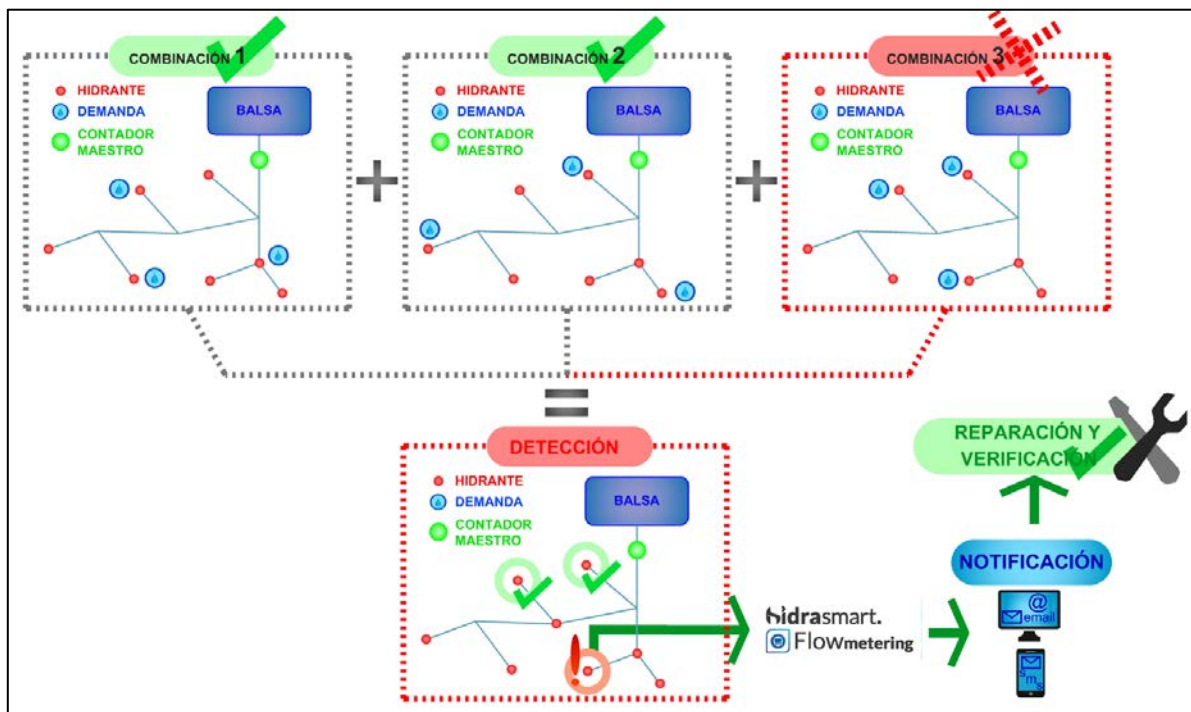 COMBINACIÓN 1
HIDRANTE
DEMANDA
CONTADOR
MAESTRO
BALSA
COMBINACIÓN 2
HIDRANTE
DEMANDA
CONTADOR
MAESTRO
BALSA
COMBINACIÓN 3
HIDRANTE
DEMANDA
CONTADOR
MAESTRO
BALSA
DETECCIÓN
HIDRANTE
DEMANDA
CONTADOR
MAESTRO
BALSA
!
hidrasmart.
Flowmetering
REPARACIÓN Y
VERIFICACIÓN
NOTIFICACIÓN
@
email
sms